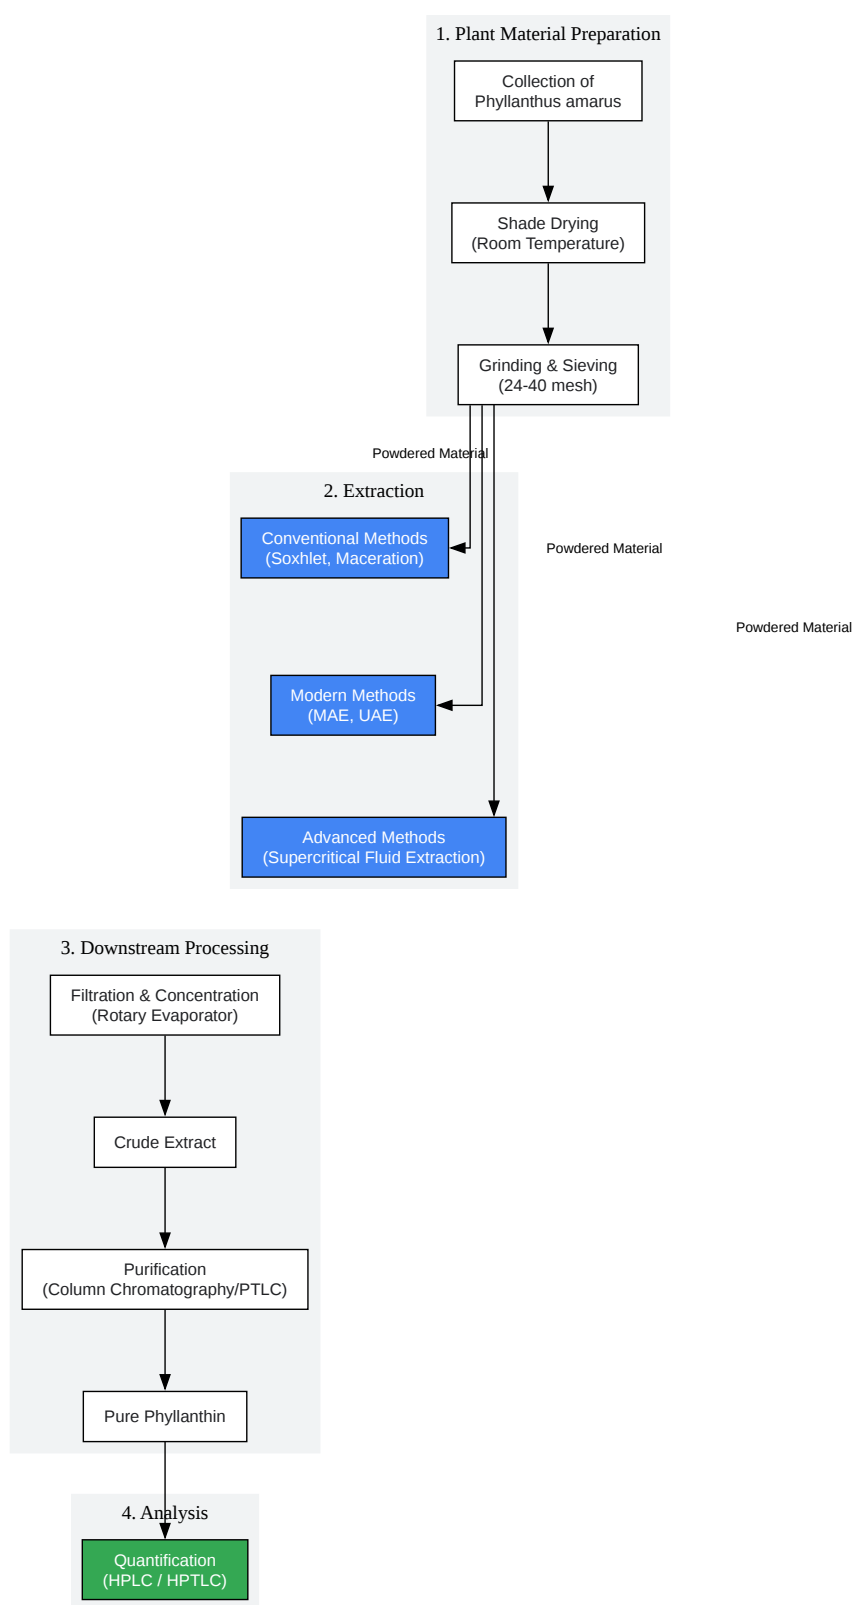 1. Plant Material Preparation
Collection of
Phyllanthus amarus
Shade Drying
(Room Temperature)
Grinding & Sieving
(24-40 mesh)
Powdered Material
2. Extraction
Conventional Methods
(Soxhlet, Maceration)
Powdered Material
Powdered Material
Modern Methods
(MAE, UAE)
Advanced Methods
(Supercritical Fluid Extraction)
3. Downstream Processing
Filtration & Concentration
(Rotary Evaporator)
Crude Extract
Purification
(Column Chromatography/PTLC)
Pure Phyllanthin
4. Analysis
Quantification
(HPLC / HPTLC)